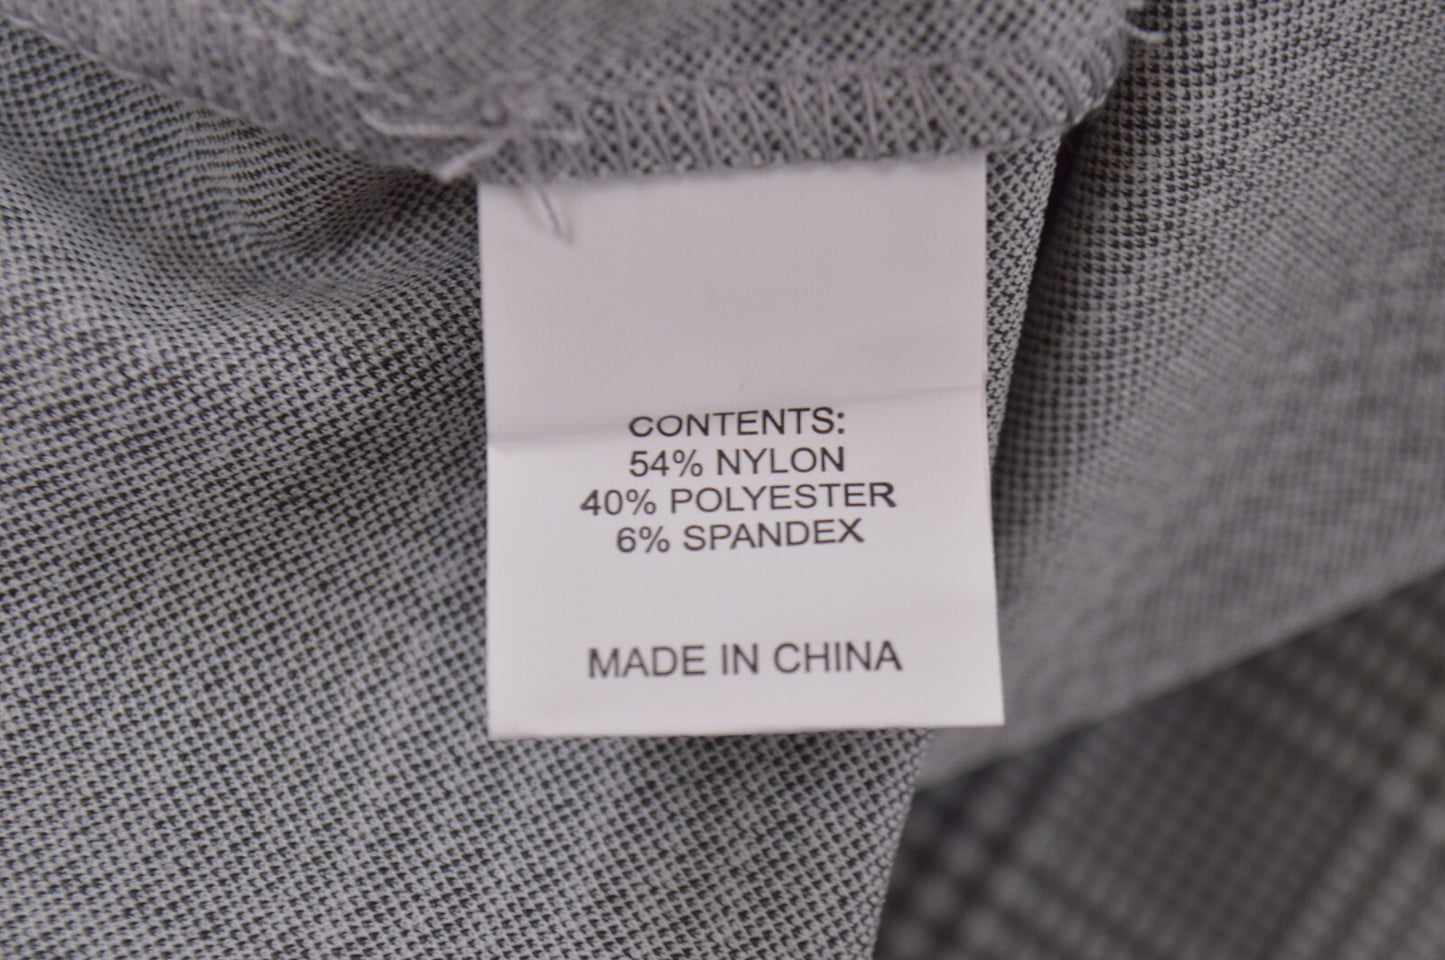 CONTENTS:
54% NYLON
40% POLYESTER
6% SPANDEX
MADE IN CHINA